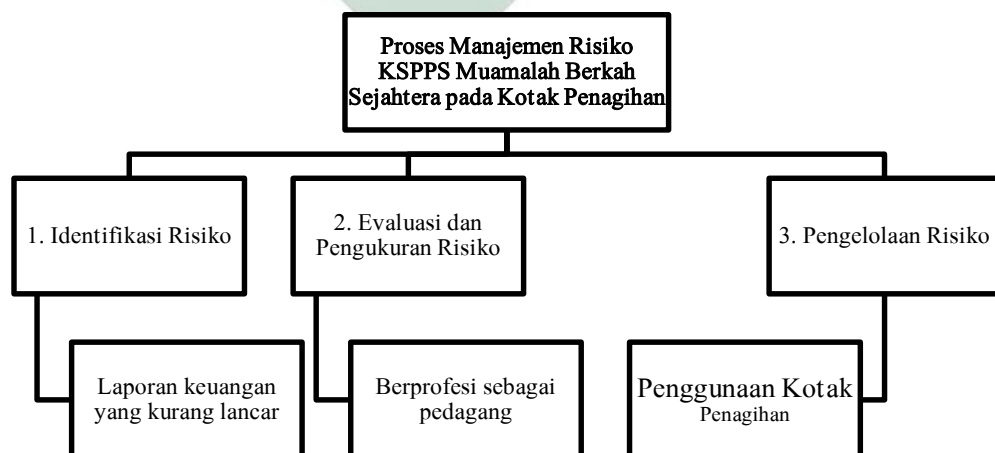 Proses Manajemen Risiko
KSPPS Muamalah Berkah
Sejahtera pada Kotak Penagihan
1. Identifikasi Risiko
2. Evaluasi dan
Pengukuran Risiko
3. Pengelolaan Risiko
Laporan keuangan
yang kurang lancar
Berprofesi sebagai
pedagang
Penggunaan Kotak
Penagihan